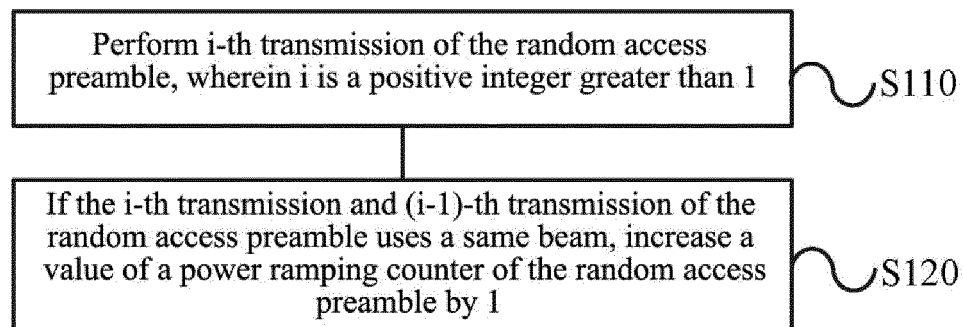 Perform i-th transmission of the random access
preamble, wherein i is a positive integer greater than 1
S110
If the i-th transmission and (i-1)-th transmission of the
random access preamble uses a same beam, increase a
value of a power ramping counter of the random access
preamble by 1
S120